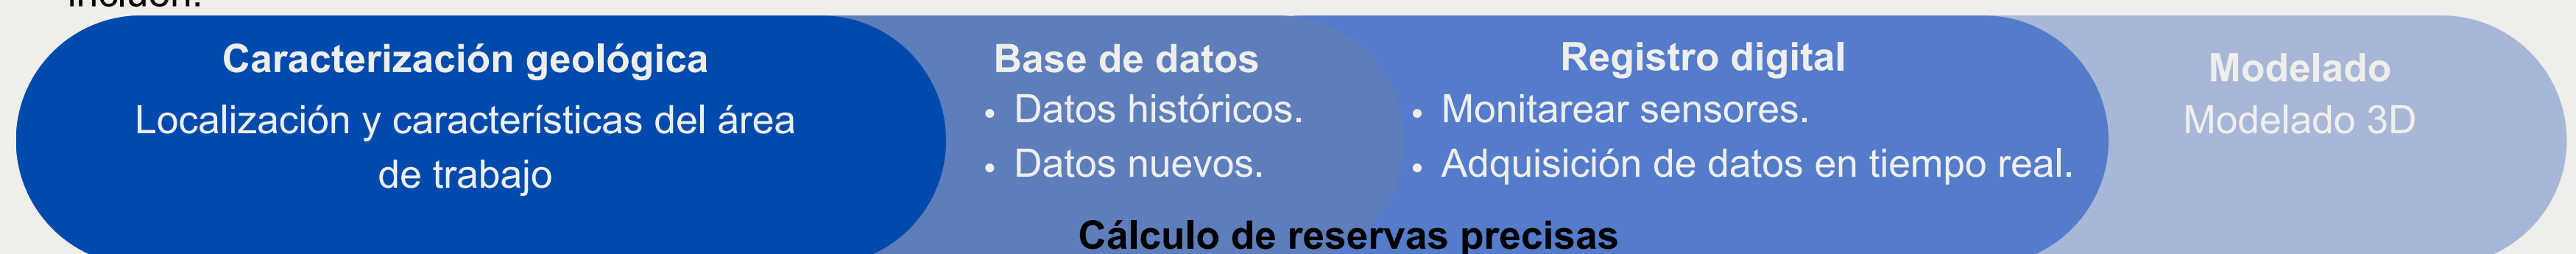 incluen:
Caracterización geológica
Localización y características del área
de trabajo
Base de datos
• Datos históricos.
• Datos nuevos.
Registro digital
• Monitarear sensores.
• Adquisición de datos en tiempo real.
Modelado
Modelado 3D
Cálculo de reservas precisas